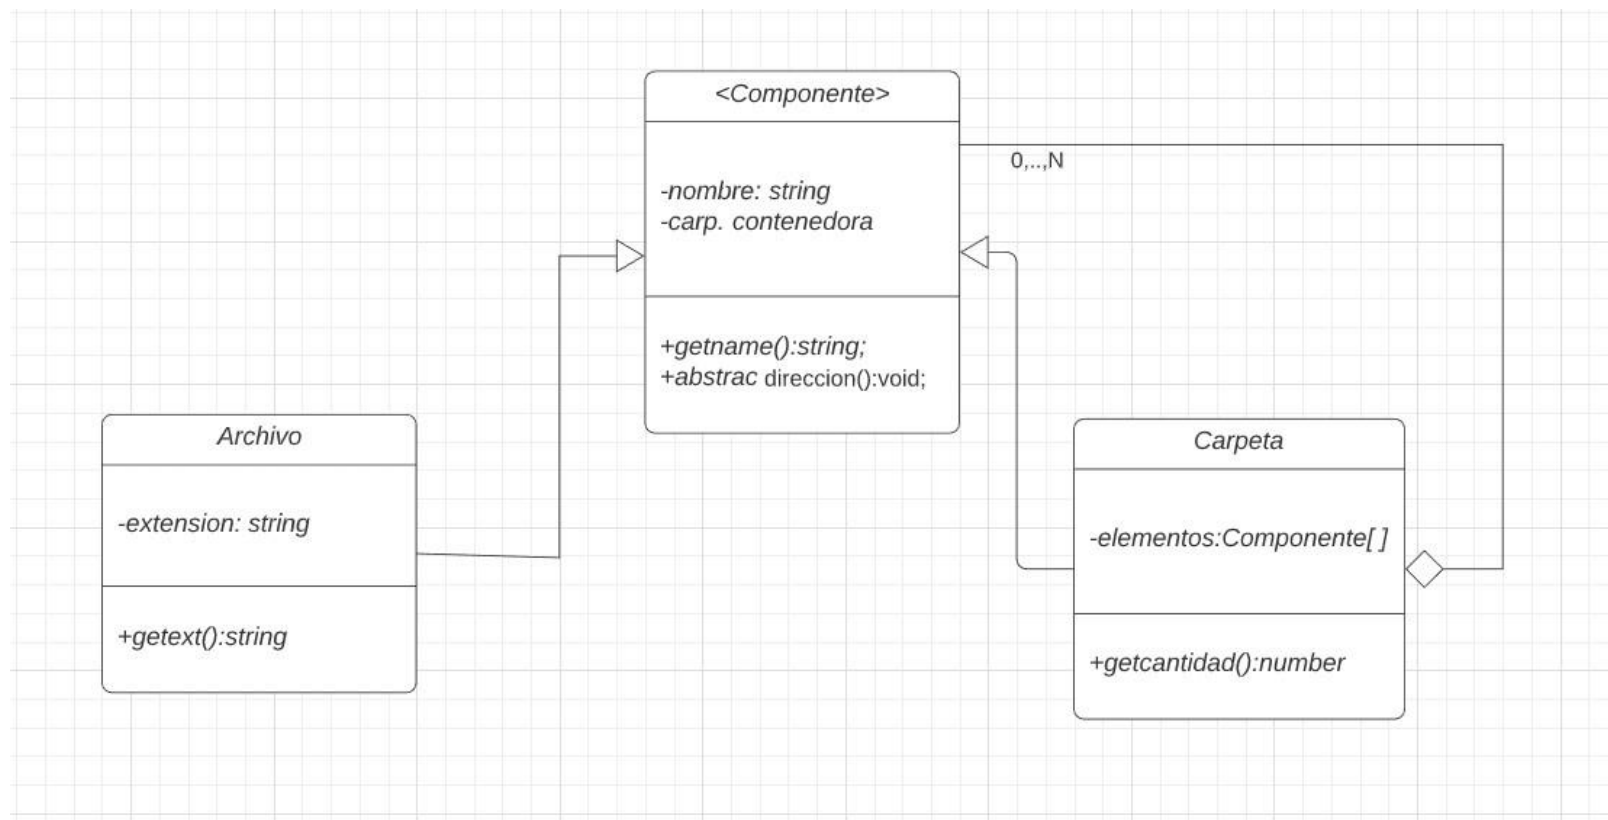 <Componente>
-nombre: string
-carp. contenedora
+getname():string;
+abstrac direccion():void;
0,..,N
Archivo
-extension: string
+getext():string
Carpeta
-elementos:Componente[ ]
+getcantidad():number